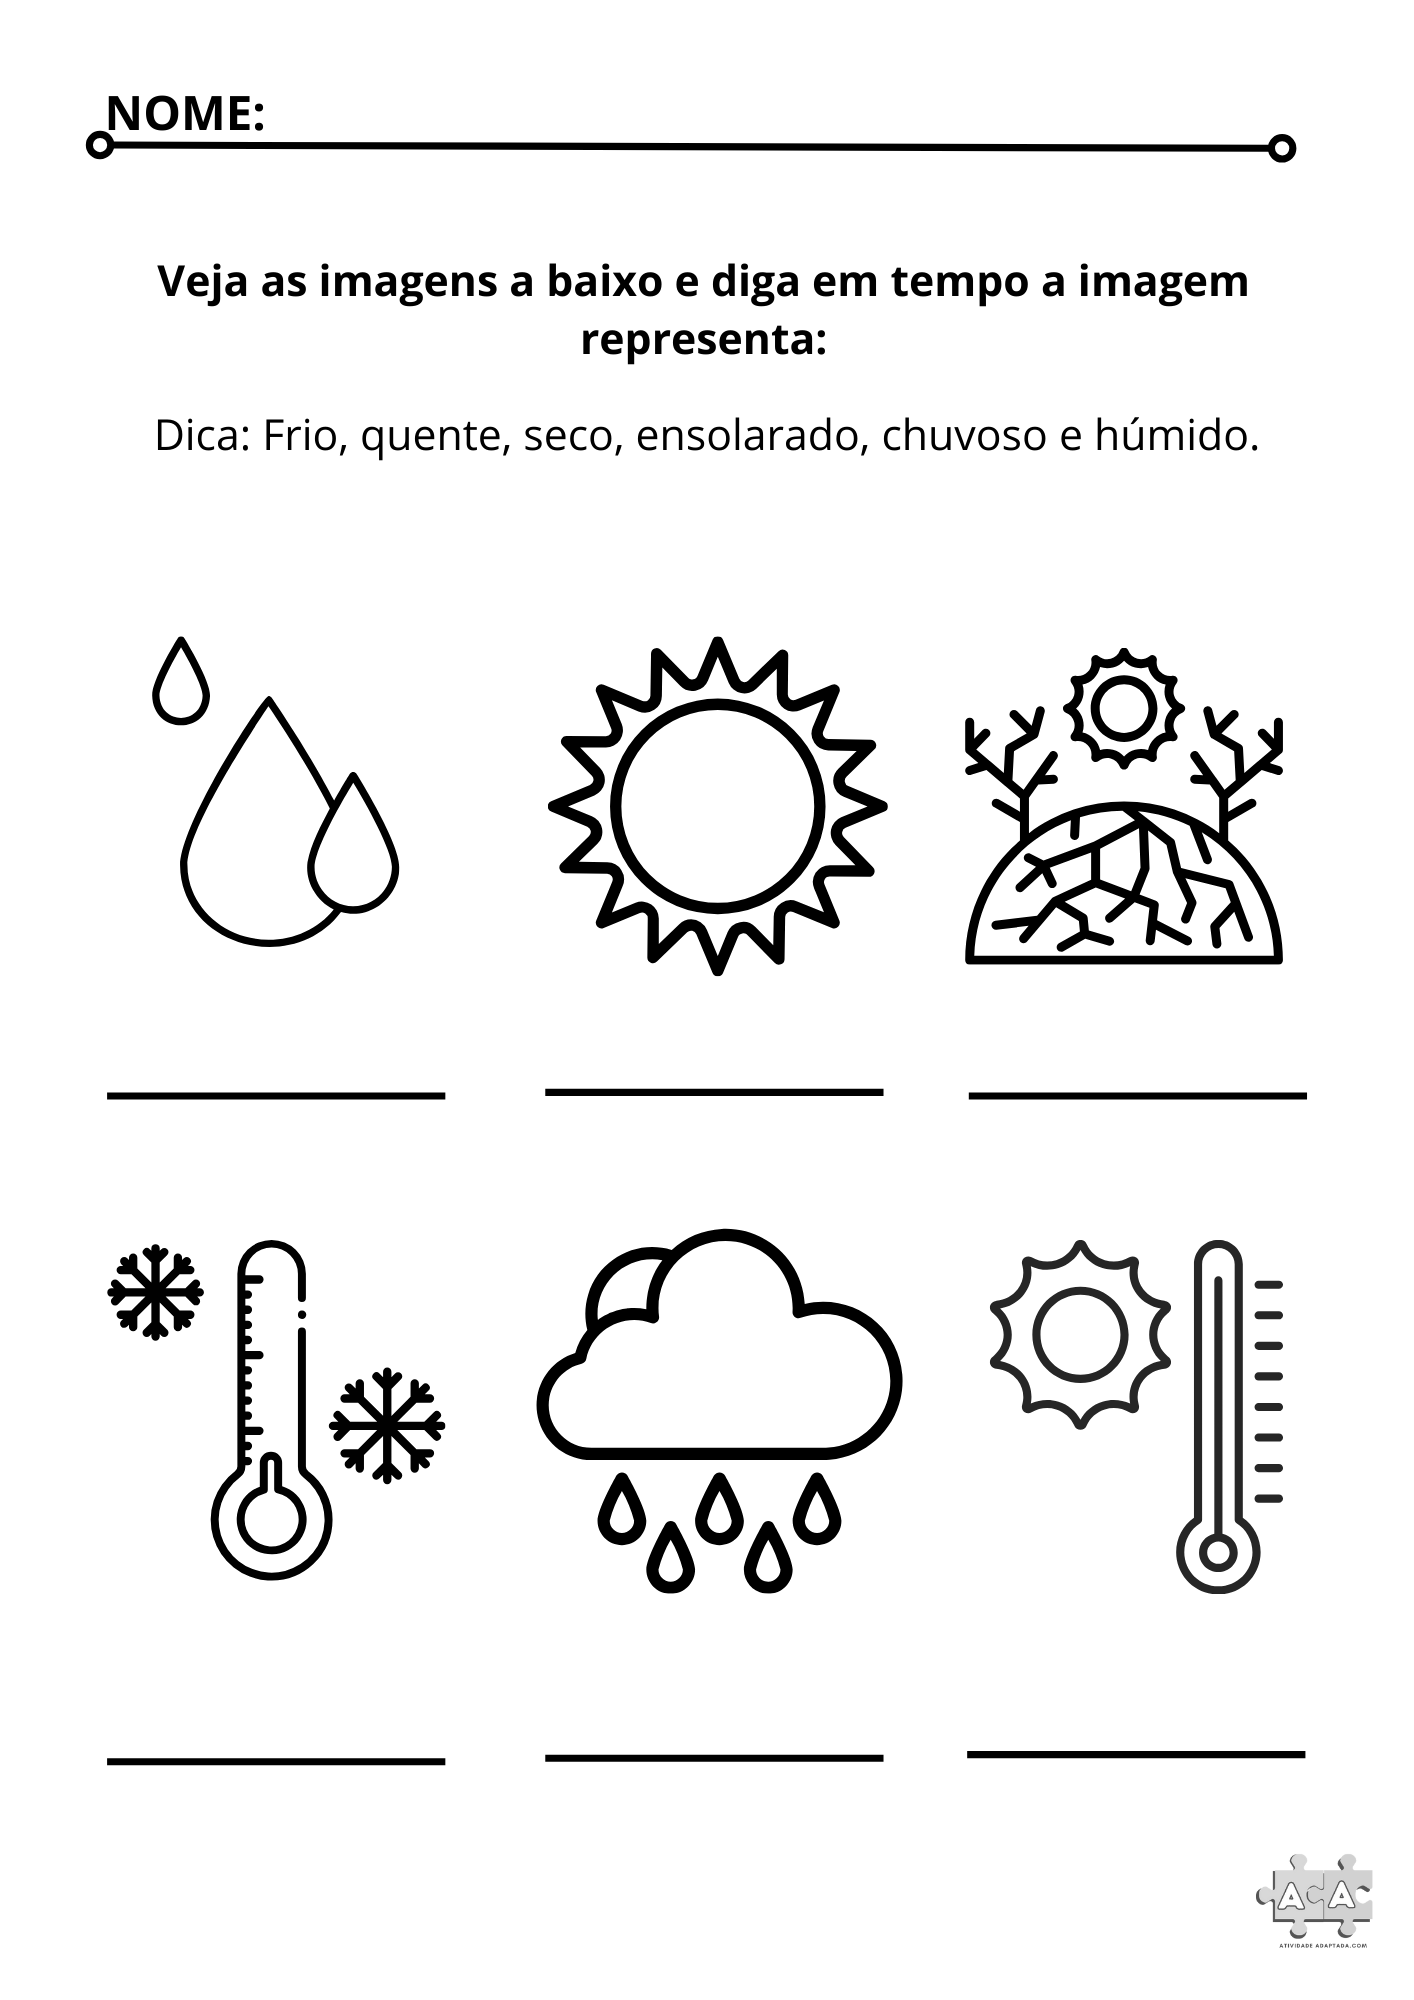 NOME:
Veja as imagens a baixo e diga em tempo a imagem
representa:
Dica: Frio, quente, seco, ensolarado, chuvoso e húmido.
A A
ATIVIDADE ADAPTADA.COM